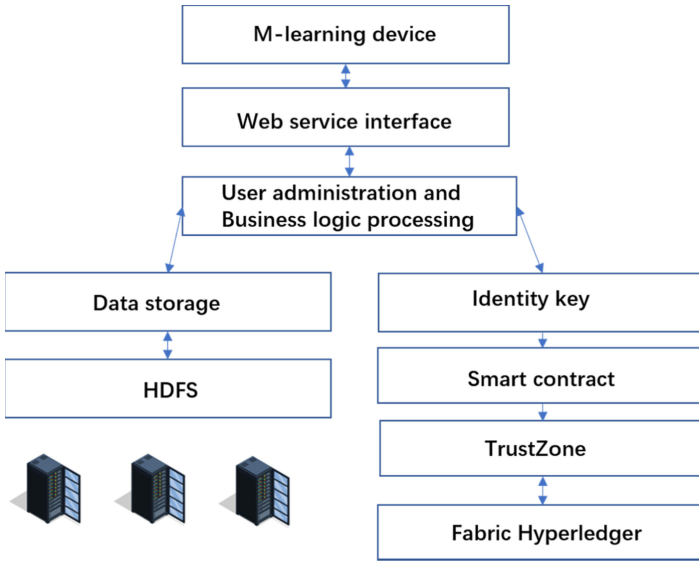 M-learning device
Web service interface
User administration and
Business logic processing
Data storage
Identity key
HDFS
Smart contract
TrustZone
Fabric Hyperledger